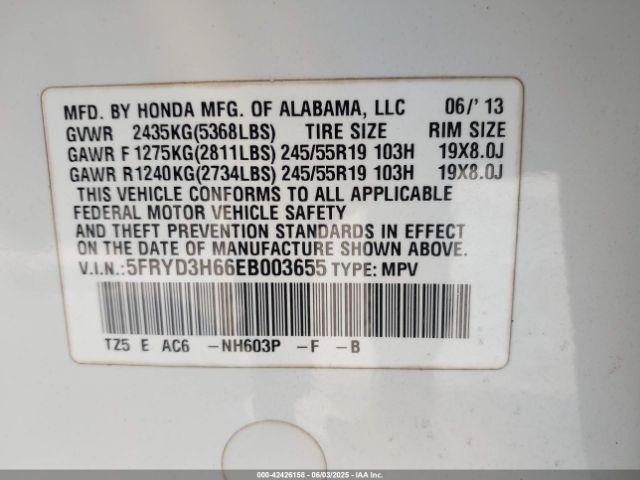 MFD. BY HONDA MFG. OF ALABAMA, LLC 06/' 13
GVWR 2435KG(5368LBS) TIRE SIZE RIM SIZE
GAWR F 1275KG(2811LBS) 245/55R19 103H 19X8.0J
GAWR R 1240KG(2734LBS) 245/55R19 103H 19X8.0J
THIS VEHICLE CONFORMS TO ALL APPLICABLE
FEDERAL MOTOR VEHICLE SAFETY
AND THEFT PREVENTION STANDARDS IN EFFECT
ON THE DATE OF MANUFACTURE SHOWN ABOVE.
V.I.N.:5FRYD3H66EB003655 TYPE: MPV
TZ5 E AC6 -NH603P -F -B
000-42426158 - 06/03/2025 - IAA Inc.